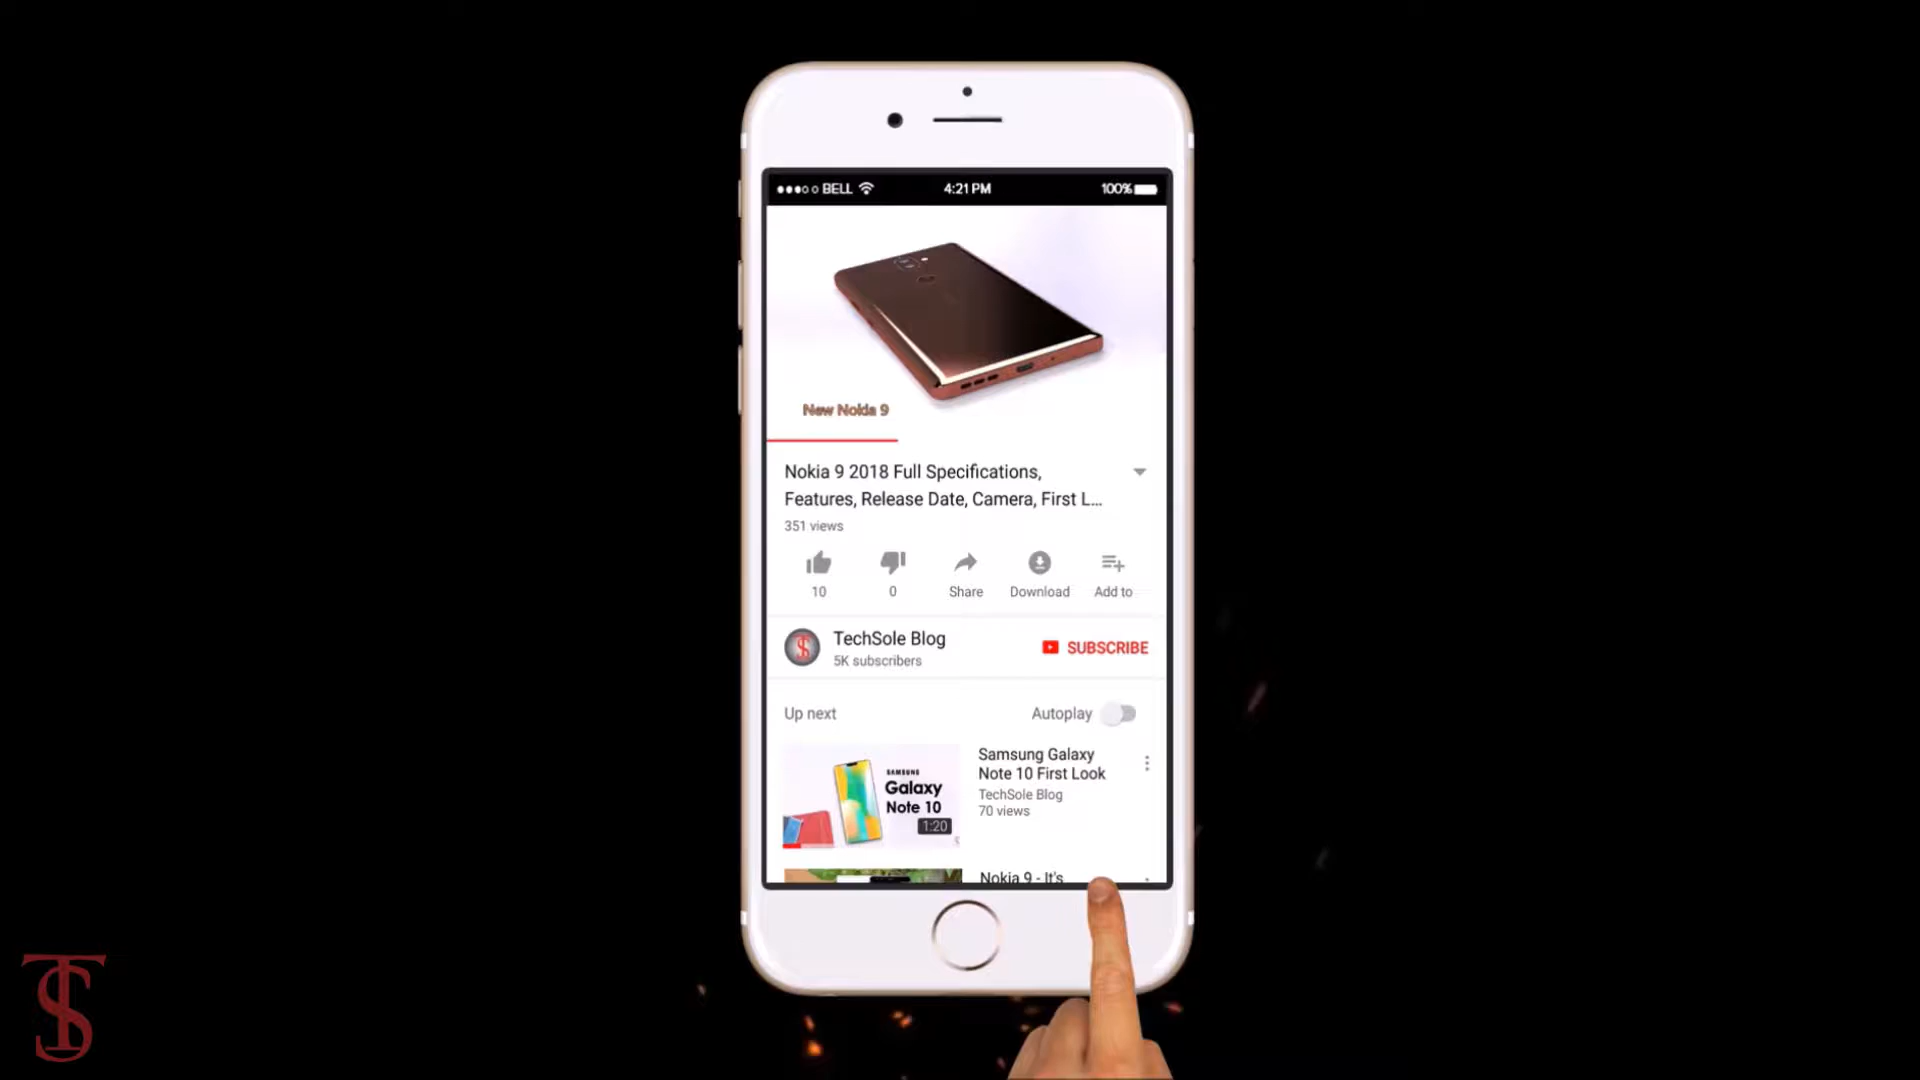 BELL 4:21 PM 100%
New Nokia 9
Nokia 9 2018 Full Specifications,
Features, Release Date, Camera, First L...
351 views
10 0 Share Download Add to
TechSole Blog
5K subscribers
SUBSCRIBE
Up next Autoplay
SAMSUNG
Galaxy
Note 10
1:20
Samsung Galaxy
Note 10 First Look
TechSole Blog
70 views
Nokia 9 - It's
TS